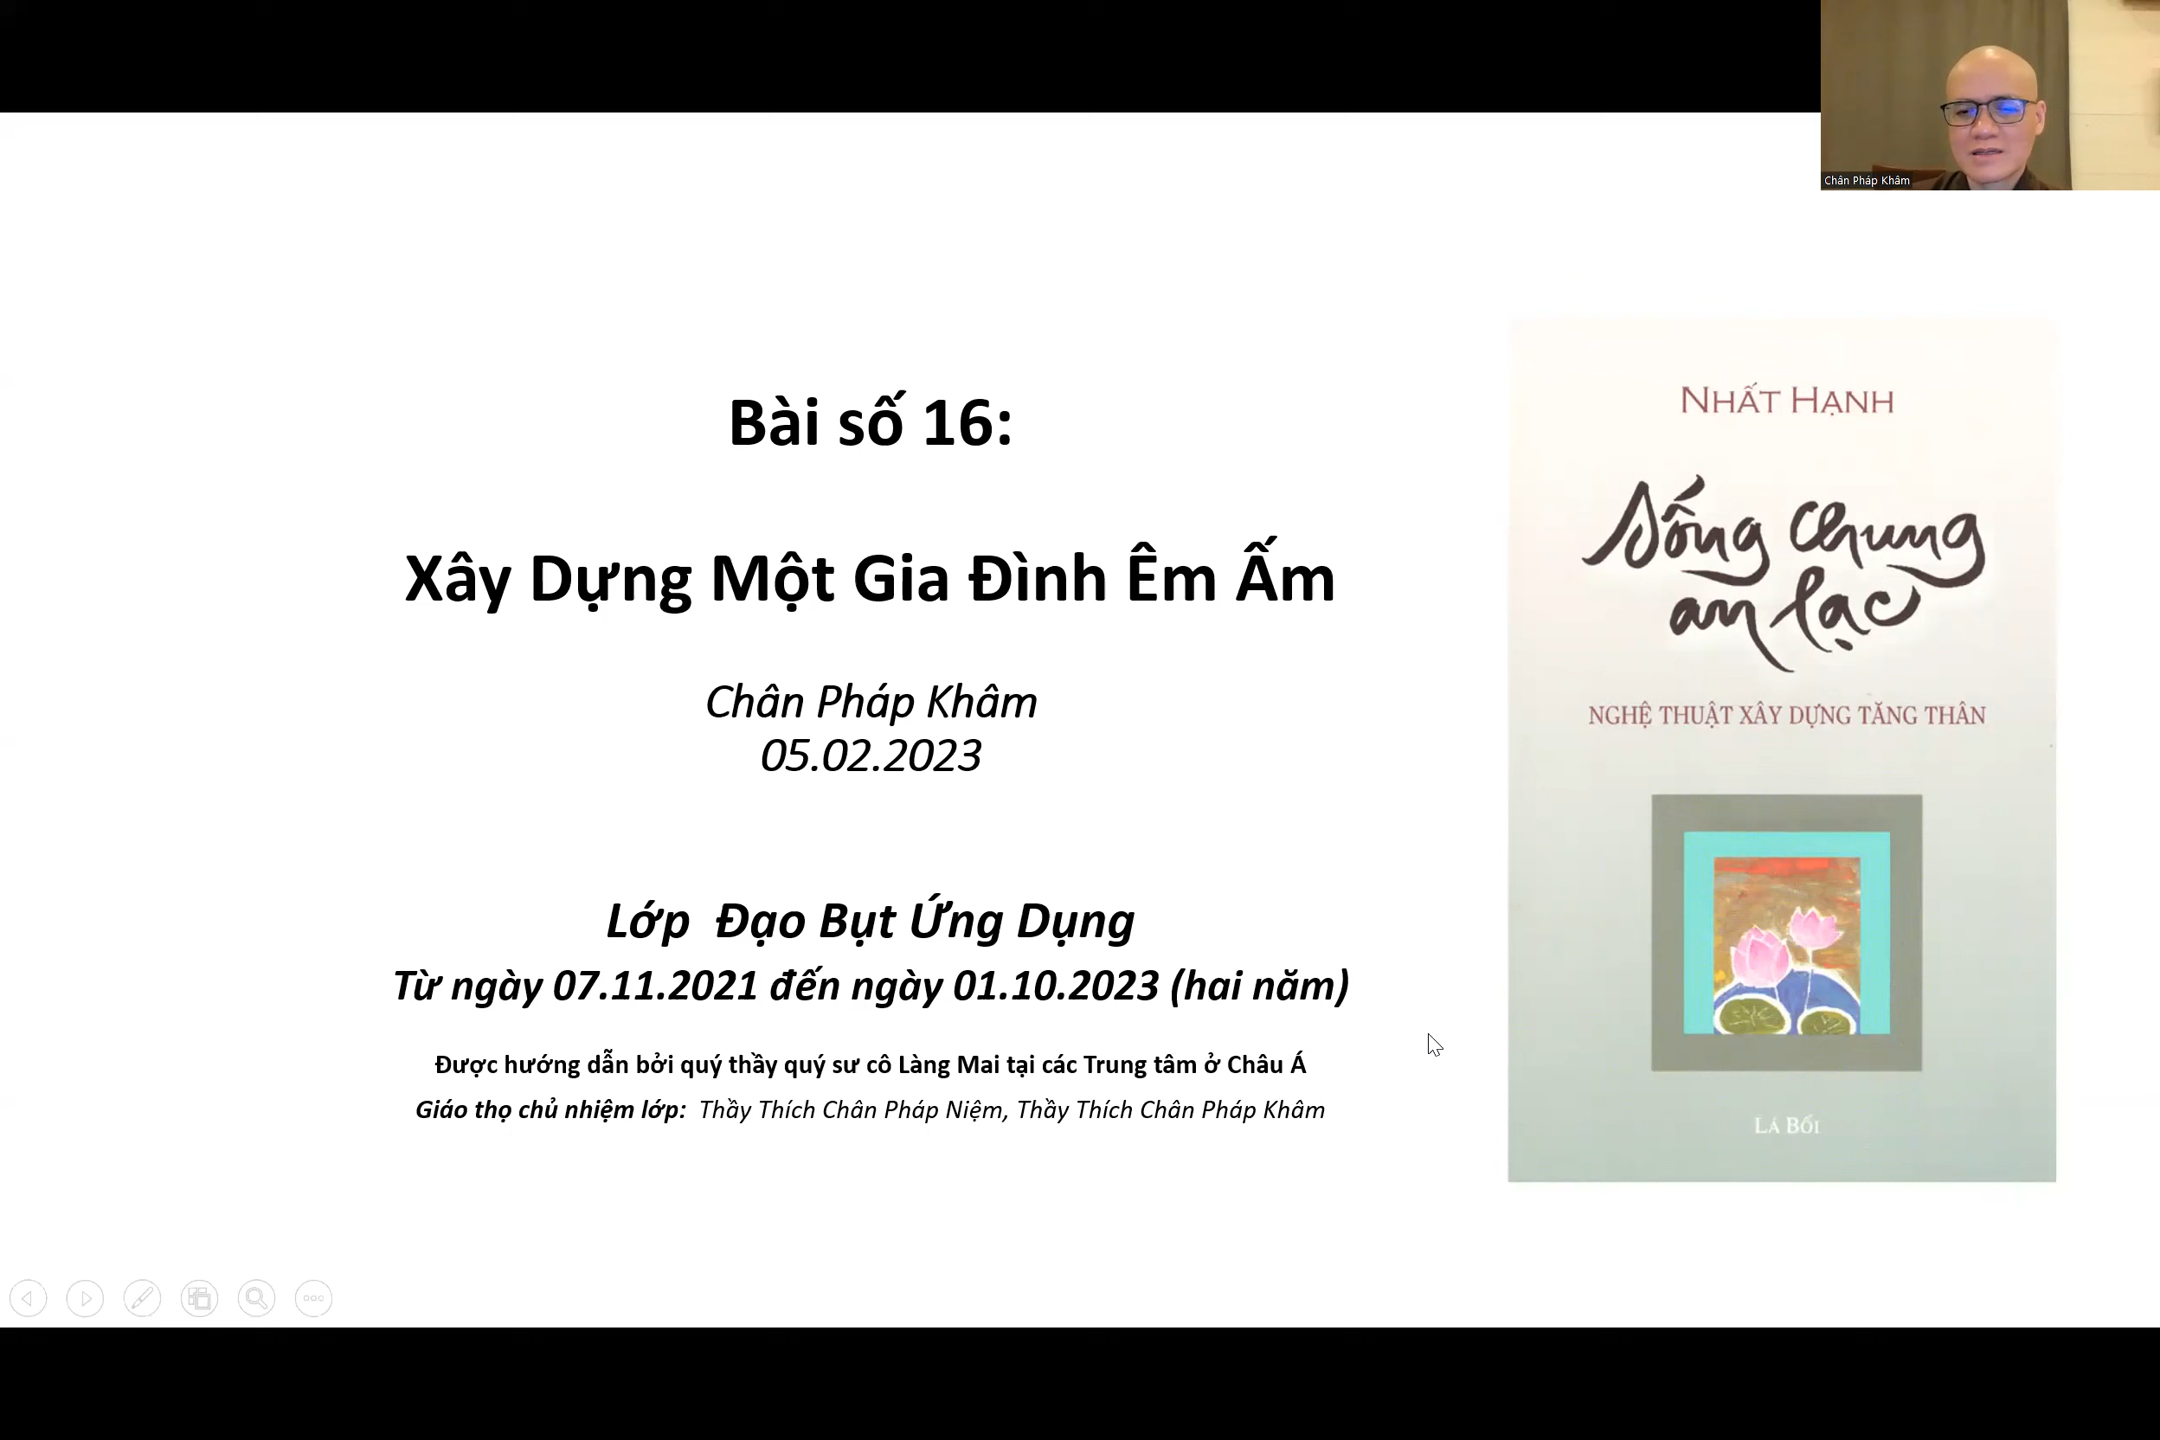 Chân Pháp Khâm
Bài số 16:
Xây Dựng Một Gia Đình Êm Ấm
Chân Pháp Khâm
05.02.2023
Lớp  Đạo Bụt Ứng Dụng
Từ ngày 07.11.2021 đến ngày 01.10.2023 (hai năm)
Được hướng dẫn bởi quý thầy quý sư cô Làng Mai tại các Trung tâm ở Châu Á
Giáo thọ chủ nhiệm lớp:  Thầy Thích Chân Pháp Niệm, Thầy Thích Chân Pháp Khâm
NHẤT HẠNH
Sống chung
an lạc
NGHỆ THUẬT XÂY DỰNG TĂNG THÂN
LÁ BỐI